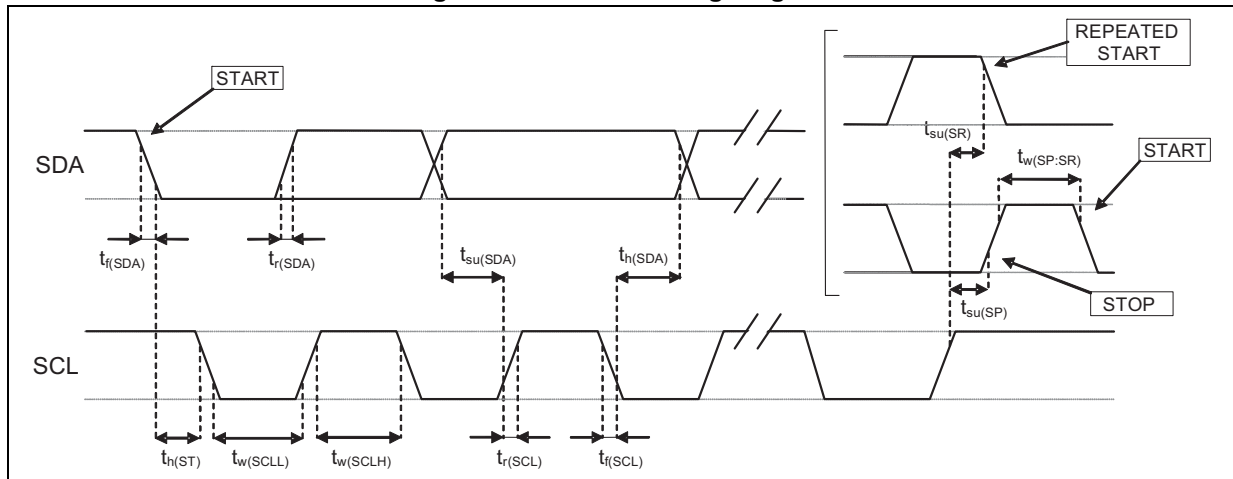 REPEATED
START
START
SDA
t_su(SR)
t_w(SP:SR)
START
t_f(SDA)
t_r(SDA)
t_su(SDA)
t_h(SDA)
t_su(SP)
STOP
SCL
t_h(ST)
t_w(SCLL)
t_w(SCLH)
t_r(SCL)
t_f(SCL)